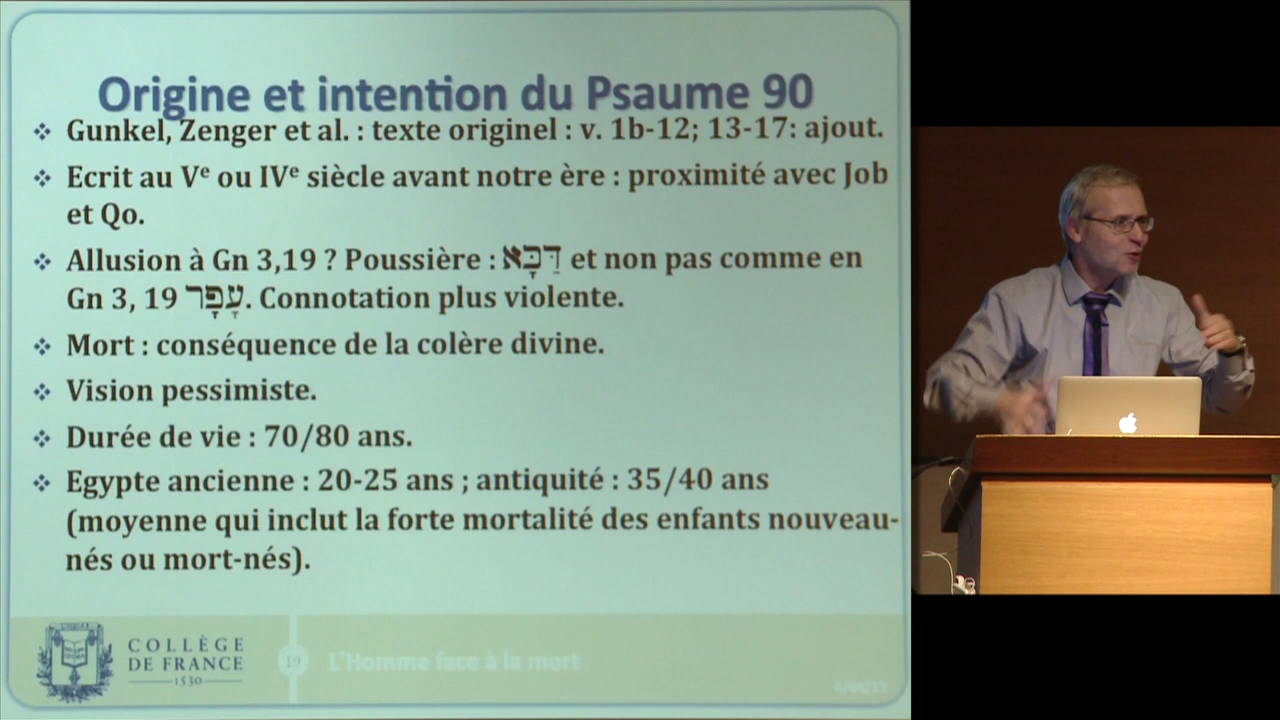 Origine et intention du Psaume 90
❖ Gunkel, Zenger et al. : texte originel : v. 1b-12; 13-17: ajout.
❖ Ecrit au Vᵉ ou IVᵉ siècle avant notre ère : proximité avec Job
et Qo.
❖ Allusion à Gn 3,19 ? Poussière : דַּכָּא et non pas comme en
Gn 3, 19 עָפָר. Connotation plus violente.
❖ Mort : conséquence de la colère divine.
❖ Vision pessimiste.
❖ Durée de vie : 70/80 ans.
❖ Egypte ancienne : 20-25 ans ; antiquité : 35/40 ans
(moyenne qui inclut la forte mortalité des enfants nouveau-
nés ou mort-nés).
COLLÈGE
DE FRANCE
1530
19
L'Homme face à la mort